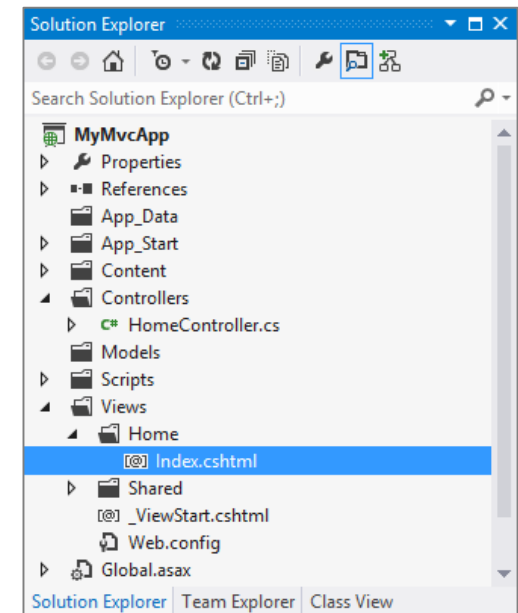 Solution Explorer
Search Solution Explorer (Ctrl+;)
MyMvcApp
Properties
References
App_Data
App_Start
Content
Controllers
C# HomeController.cs
Models
Scripts
Views
Home
[@] Index.cshtml
Shared
[@] _ViewStart.cshtml
Web.config
Global.asax
Solution Explorer Team Explorer Class View